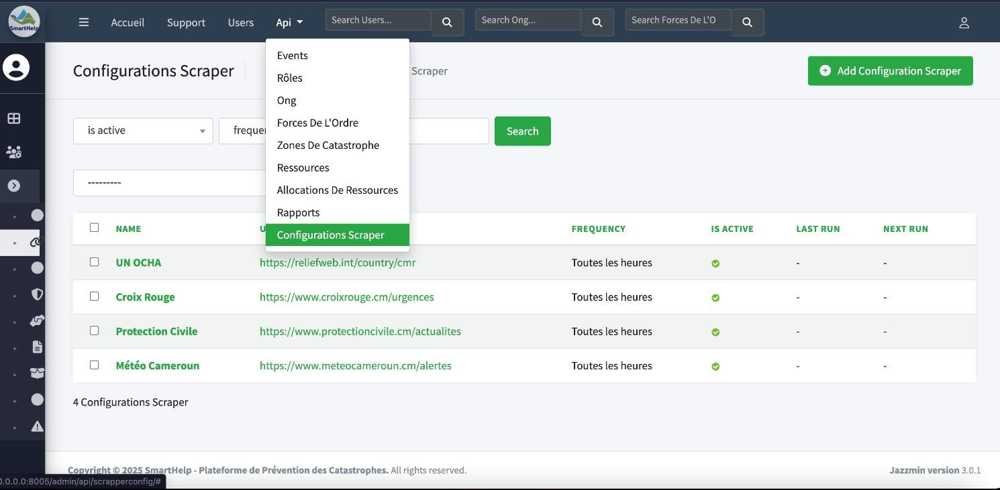 SmartHelp
Accueil Support Users Api Search Users... Search Ong... Search Forces De L'O
Configurations Scraper
Scraper
Add Configuration Scraper
Events
Rôles
Ong
Forces De L'Ordre
Zones De Catastrophe
Ressources
Allocations De Ressources
Rapports
Configurations Scraper
is active
Search
---------
NAME FREQUENCY IS ACTIVE LAST RUN NEXT RUN
UN OCHA https://reliefweb.int/country/cmr Toutes les heures - -
Croix Rouge https://www.croixrouge.cm/urgences Toutes les heures - -
Protection Civile https://www.protectioncivile.cm/actualites Toutes les heures - -
Météo Cameroun https://www.meteocameroun.cm/alertes Toutes les heures - -
4 Configurations Scraper
Copyright © 2025 SmartHelp - Plateforme de Prévention des Catastrophes. All rights reserved.
Jazzmin version 3.0.1
0.0.0.0:8005/admin/api/scrapperconfig/#